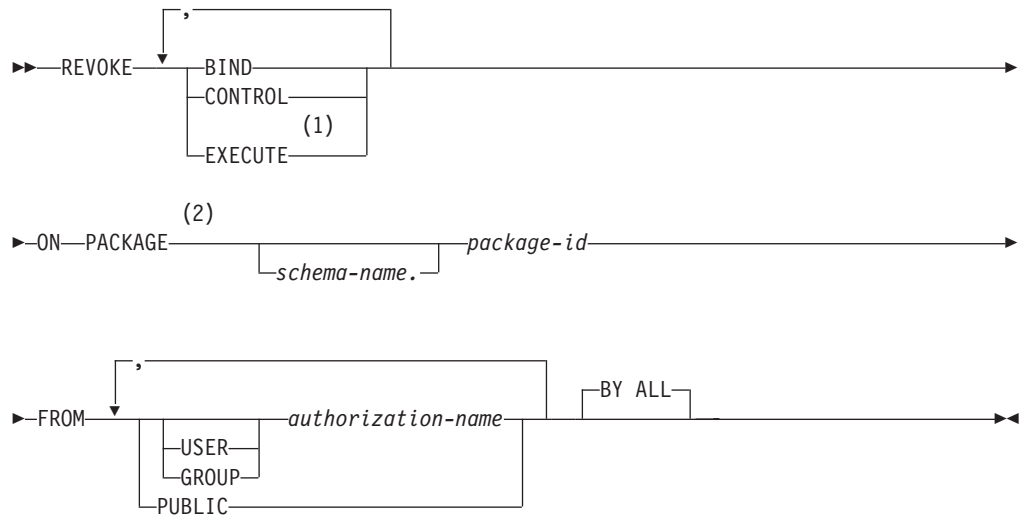 ,
REVOKE BIND
CONTROL
(1)
EXECUTE
(2)
ON PACKAGE package-id
schema-name.
,
BY ALL
FROM authorization-name
USER
GROUP
PUBLIC